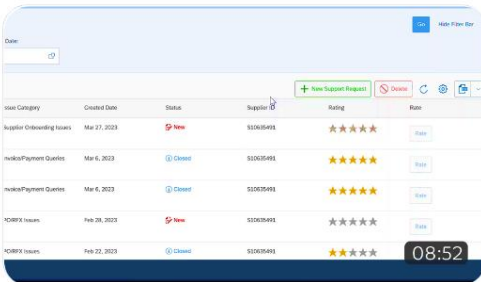 Go Hide Filter Bar
Date:
+ New Support Request Delete
ssue Category Created Date Status Supplier ID Rating Rate
Supplier Onboarding Issues Mar 27, 2023 New S10635491 Rate
nvoice/Payment Queries Mar 6, 2023 Closed S10635491 Rate
nvoice/Payment Queries Mar 6, 2023 Closed S10635491 Rate
PO/RFX Issues Feb 28, 2023 New S10635491 Rate
PO/RFX Issues Feb 22, 2023 Closed S10635491
08:52